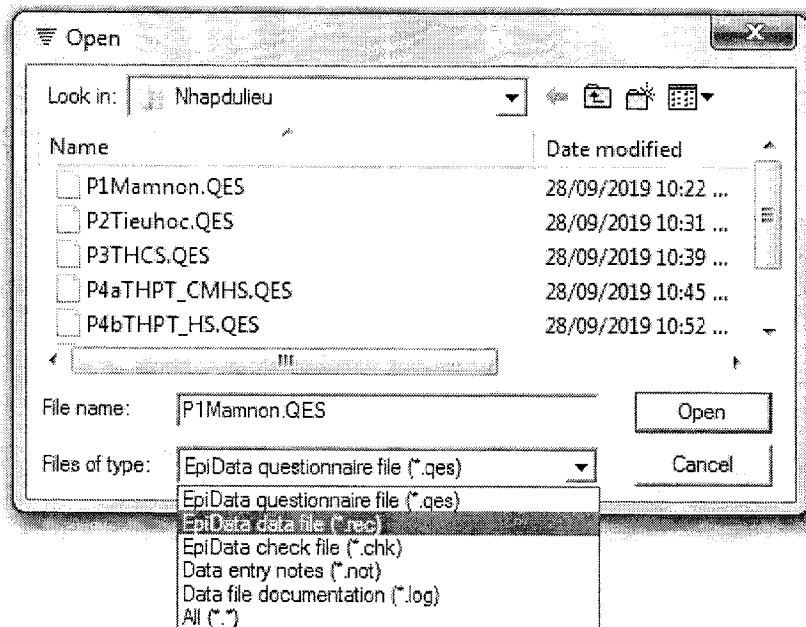 Open
Look in: Nhapdulieu
Name Date modified
P1Mamnon.QES 28/09/2019 10:22 ...
P2Tieuhoc.QES 28/09/2019 10:31 ...
P3THCS.QES 28/09/2019 10:39 ...
P4aTHPT_CMHS.QES 28/09/2019 10:45 ...
P4bTHPT_HS.QES 28/09/2019 10:52 ...
File name: P1Mamnon.QES Open
Files of type: EpiData questionnaire file (*.qes) Cancel
EpiData questionnaire file (*.qes)
EpiData data file (*.rec)
EpiData check file (*.chk)
Data entry notes (*.not)
Data file documentation (*.log)
All (*.*)